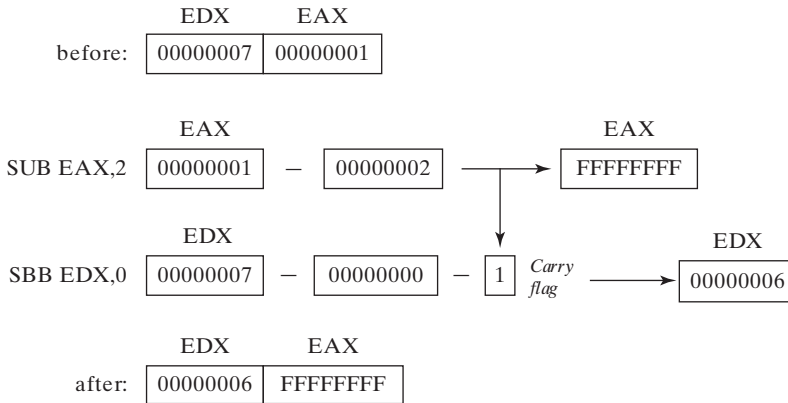 EDX EAX
before: 00000007 00000001
EAX EAX
SUB EAX,2 00000001 − 00000002 FFFFFFFF
EDX EDX
SBB EDX,0 00000007 − 00000000 − 1 Carry flag 00000006
EDX EAX
after: 00000006 FFFFFFFF